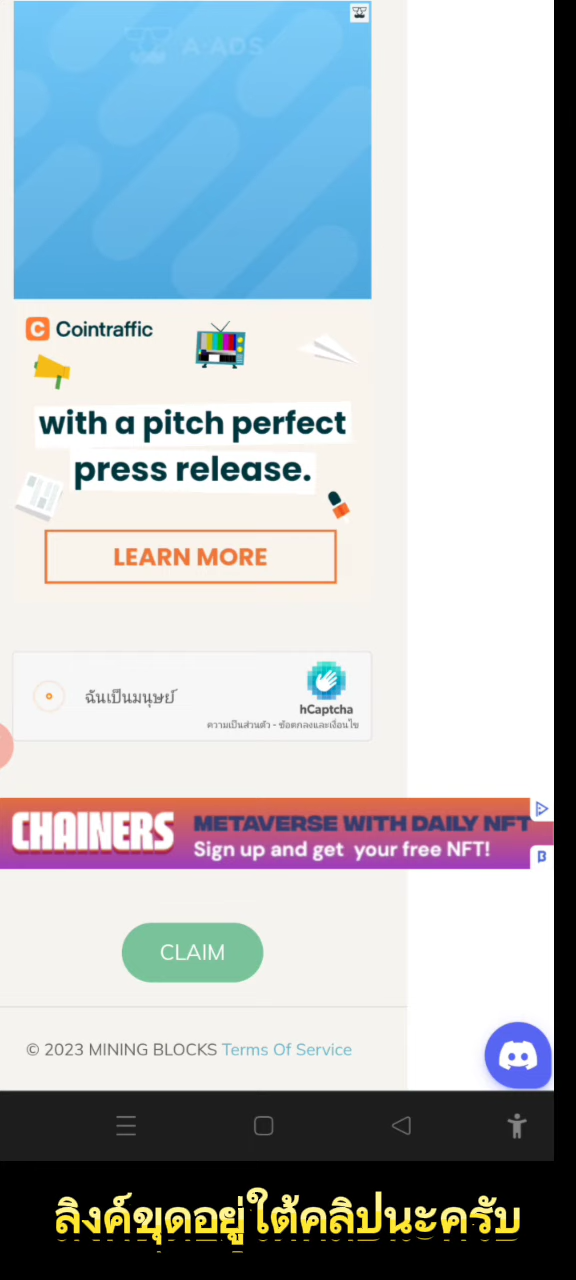 A-ADS
Cointraffic
with a pitch perfect
press release.
LEARN MORE
ฉันเป็นมนุษย์
hCaptcha
ความเป็นส่วนตัว - ข้อตกลงและเงื่อนไข
CHAINERS
METAVERSE WITH DAILY NFT
Sign up and get your free NFT!
CLAIM
© 2023 MINING BLOCKS Terms Of Service
ลิงค์ขุดอยู่ใต้คลิปนะครับ